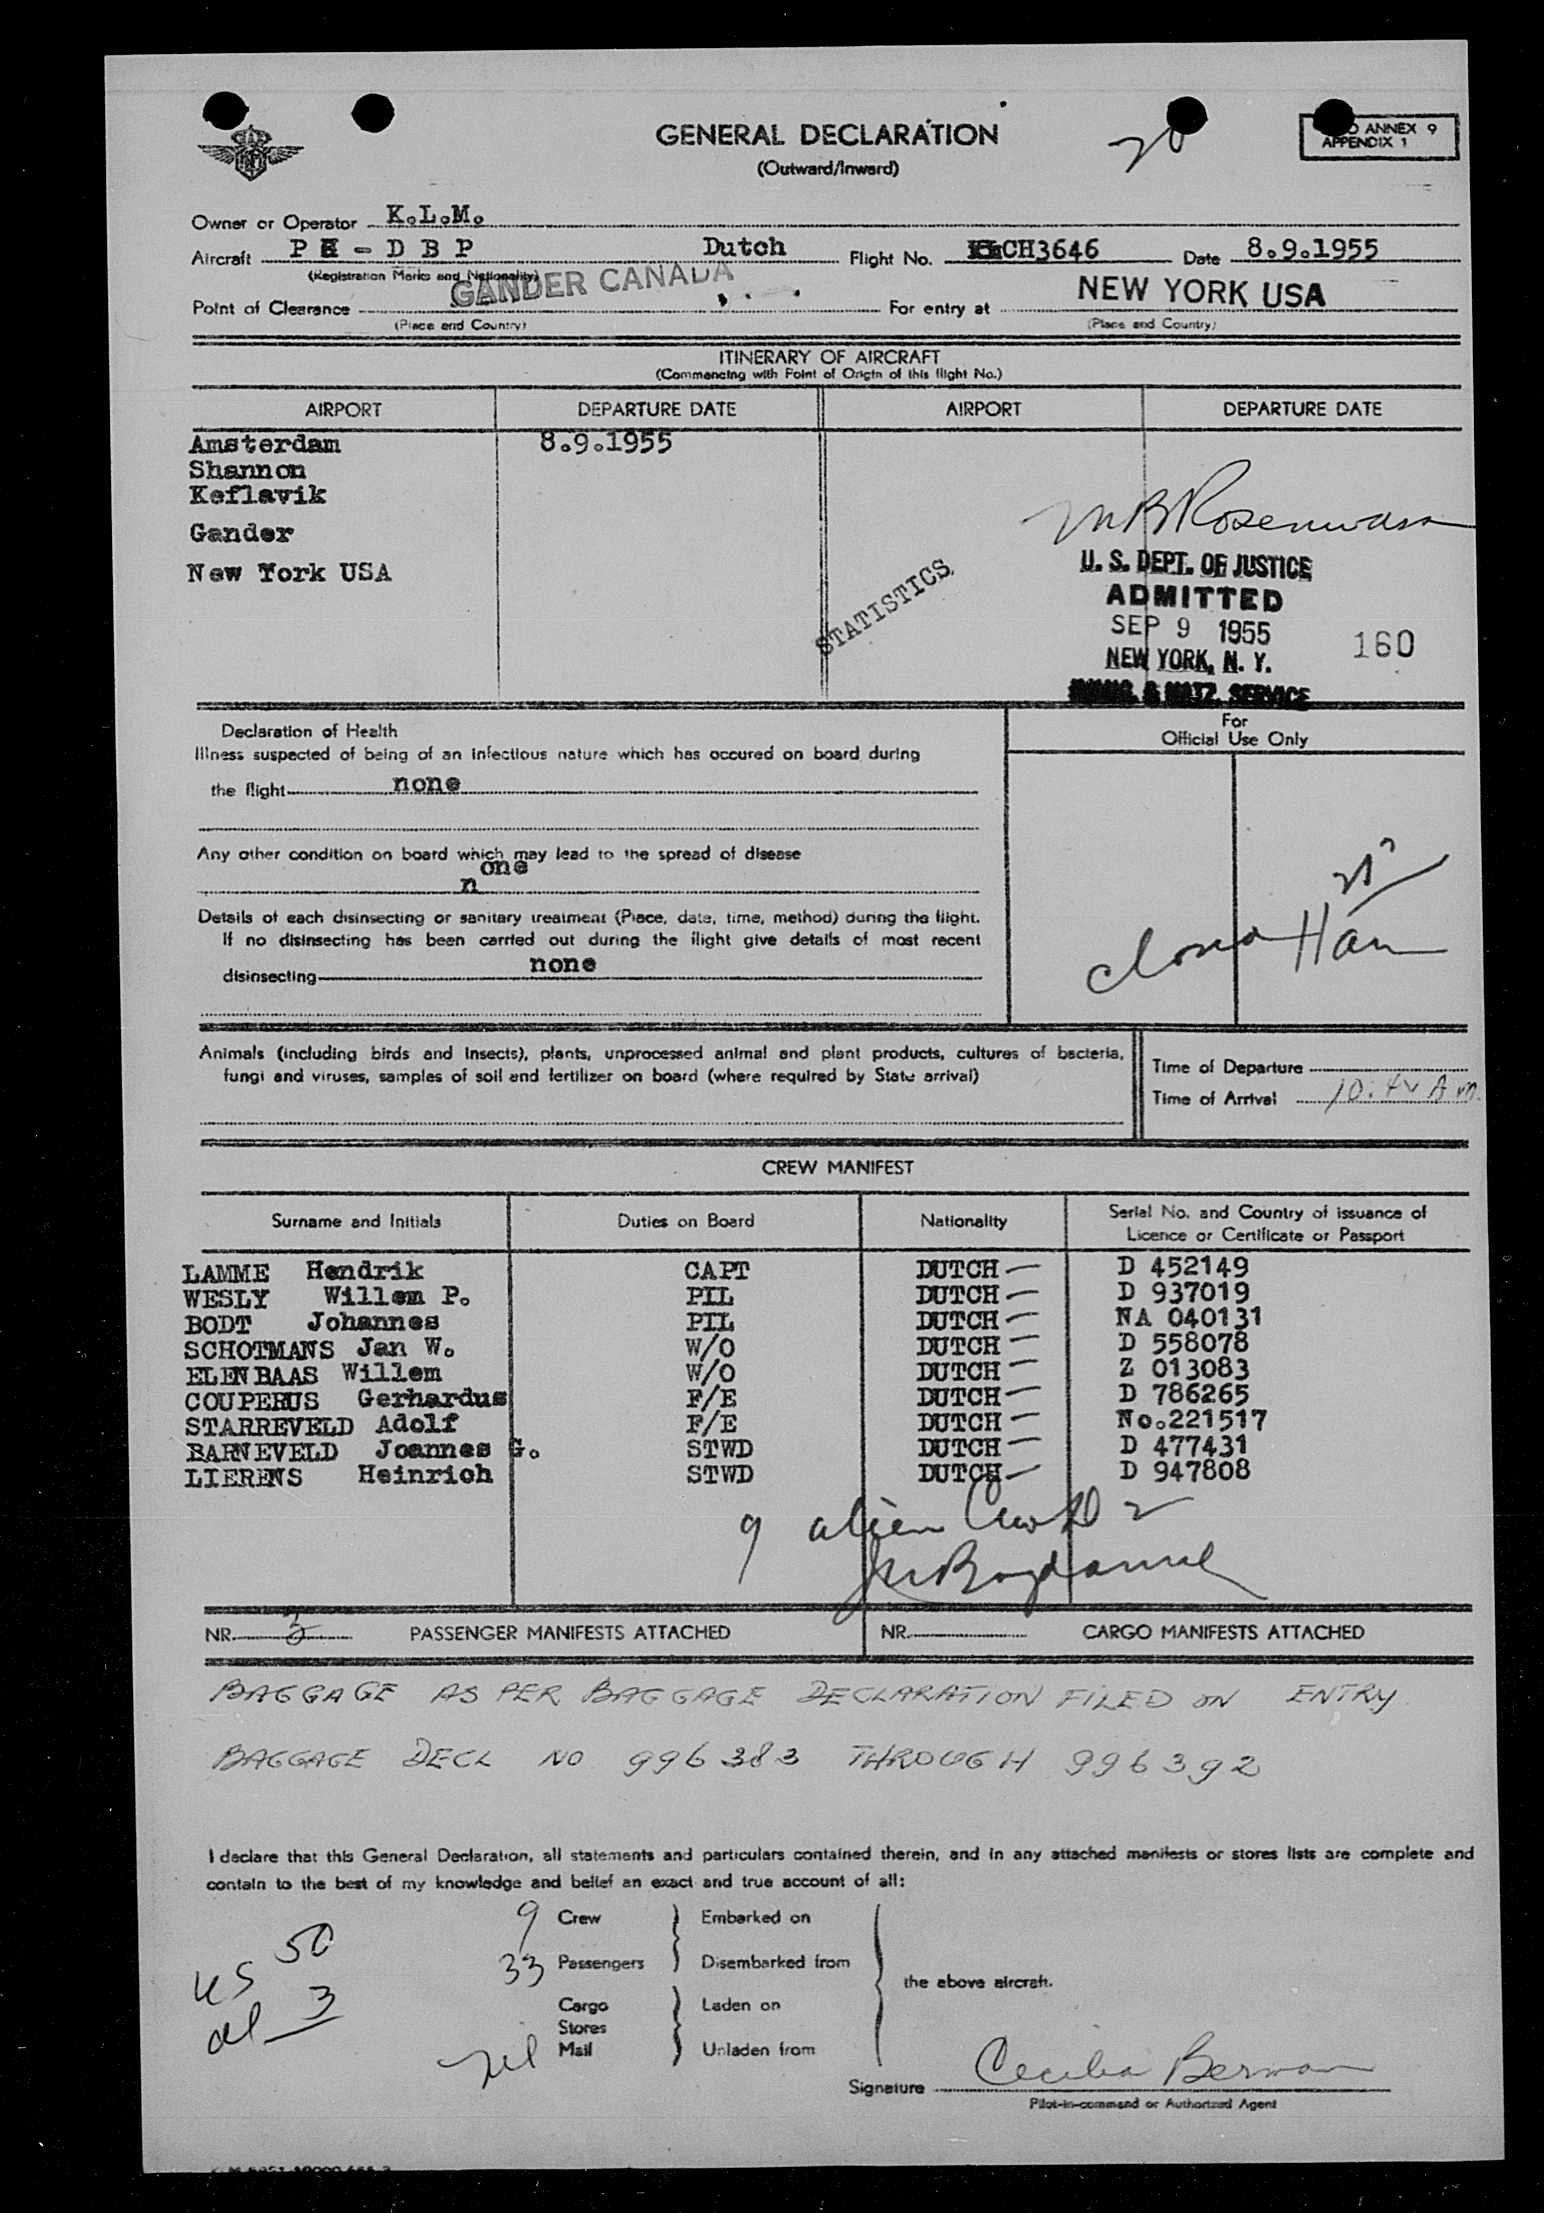 GENERAL DECLARATION
(Outward/Inward)
20
ANNEX 9
APPENDIX 1
Owner or Operator K.L.M.
Aircraft PH - D B P Dutch Flight No. CH3646 Date 8.9.1955
(Registration Marks and Nationality)
GANDER CANADA
NEW YORK USA
Point of Clearance For entry at
(Place and Country) (Place and Country)
ITINERARY OF AIRCRAFT
(Commencing with Point of Origin of this flight No.)
AIRPORT DEPARTURE DATE AIRPORT DEPARTURE DATE
Amsterdam 8.9.1955
Shannon
Keflavik
Gander
New York USA
STATISTICS
U. S. DEPT. OF JUSTICE
ADMITTED
SEP 9 1955
160
NEW YORK, N. Y.
IMMIG. & NATZ. SERVICE
Declaration of Health
For
Official Use Only
Illness suspected of being of an infectious nature which has occured on board during
the flight none
Any other condition on board which may lead to the spread of disease
none
Details of each disinsecting or sanitary treatment (Place, date, time, method) during the flight.
If no disinsecting has been carried out during the flight give details of most recent
disinsecting none
Animals (including birds and insects), plants, unprocessed animal and plant products, cultures of bacteria,
fungi and viruses, samples of soil and fertilizer on board (where required by State arrival)
Time of Departure
Time of Arrival
CREW MANIFEST
Surname and Initials Duties on Board Nationality Serial No. and Country of issuance of
Licence or Certificate or Passport
LAMME Hendrik CAPT DUTCH D 452149
WESLY Willem P. PIL DUTCH D 937019
BODT Johannes PIL DUTCH NA 040131
SCHOTMANS Jan W. W/O DUTCH D 558078
ELENBAAS Willem W/O DUTCH Z 013083
COUPERUS Gerhardus F/E DUTCH D 786265
STARREVELD Adolf F/E DUTCH No.221517
BARNEVELD Joannes G. STWD DUTCH D 477431
LIERENS Heinrich STWD DUTCH D 947808
9 alien
NR. 3 PASSENGER MANIFESTS ATTACHED NR. CARGO MANIFESTS ATTACHED
BAGGAGE AS PER BAGGAGE DECLARATION FILED ON ENTRY
BAGGAGE DECL NO 996383 THROUGH 996392
I declare that this General Declaration, all statements and particulars contained therein, and in any attached manifests or stores lists are complete and
contain to the best of my knowledge and belief an exact and true account of all:
9 Crew Embarked on
33 Passengers Disembarked from
the above aircraft.
Cargo Laden on
Stores
nil Mail Unladen from
US 30
al 3
Signature Cecilia Berman
Pilot-in-command or Authorized Agent